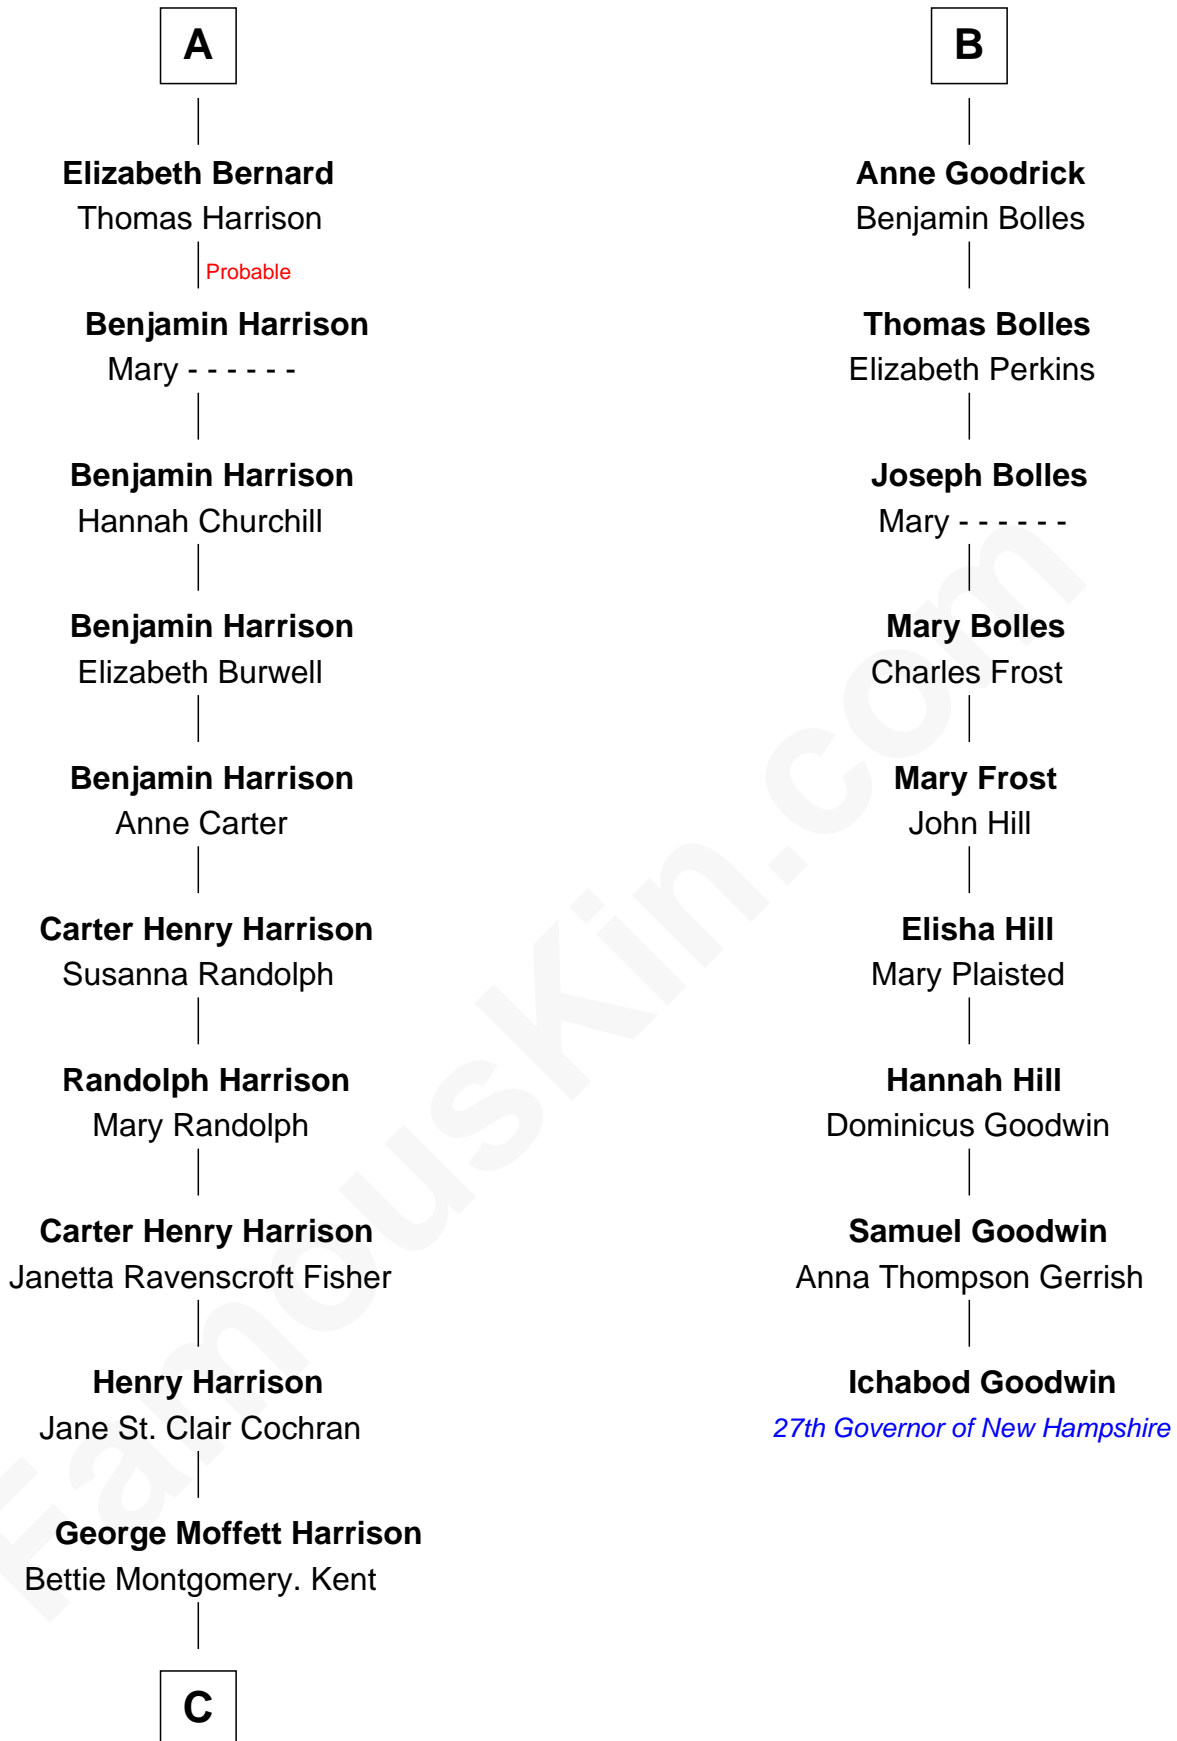 A
Elizabeth Bernard
Thomas Harrison
Probable
Benjamin Harrison
Mary - - - - - -
Benjamin Harrison
Hannah Churchill
Benjamin Harrison
Elizabeth Burwell
Benjamin Harrison
Anne Carter
Carter Henry Harrison
Susanna Randolph
Randolph Harrison
Mary Randolph
Carter Henry Harrison
Janetta Ravenscroft Fisher
Henry Harrison
Jane St. Clair Cochran
George Moffett Harrison
Bettie Montgomery. Kent
C
B
Anne Goodrick
Benjamin Bolles
Thomas Bolles
Elizabeth Perkins
Joseph Bolles
Mary - - - - - -
Mary Bolles
Charles Frost
Mary Frost
John Hill
Elisha Hill
Mary Plaisted
Hannah Hill
Dominicus Goodwin
Samuel Goodwin
Anna Thompson Gerrish
Ichabod Goodwin
27th Governor of New Hampshire
FamousKin.com